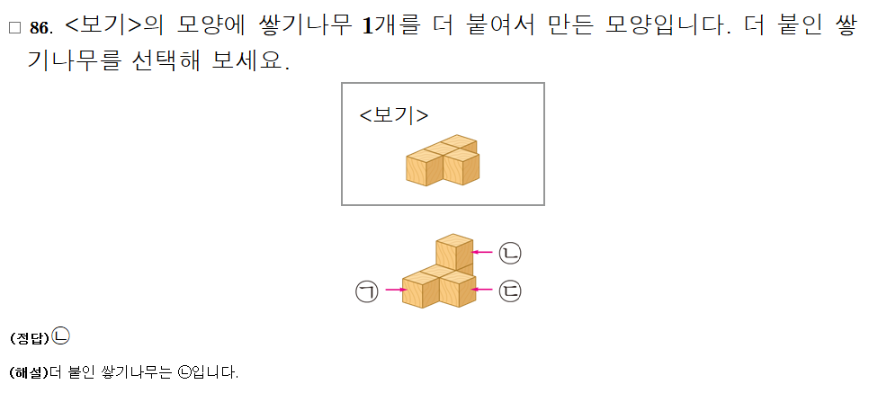 □ 86. <보기>의 모양에 쌓기나무 1개를 더 붙여서 만든 모양입니다. 더 붙인 쌓
기나무를 선택해 보세요.
<보기>
㉡
㉠
㉢
(정답)㉡
(해설)더 붙인 쌓기나무는 ㉡입니다.